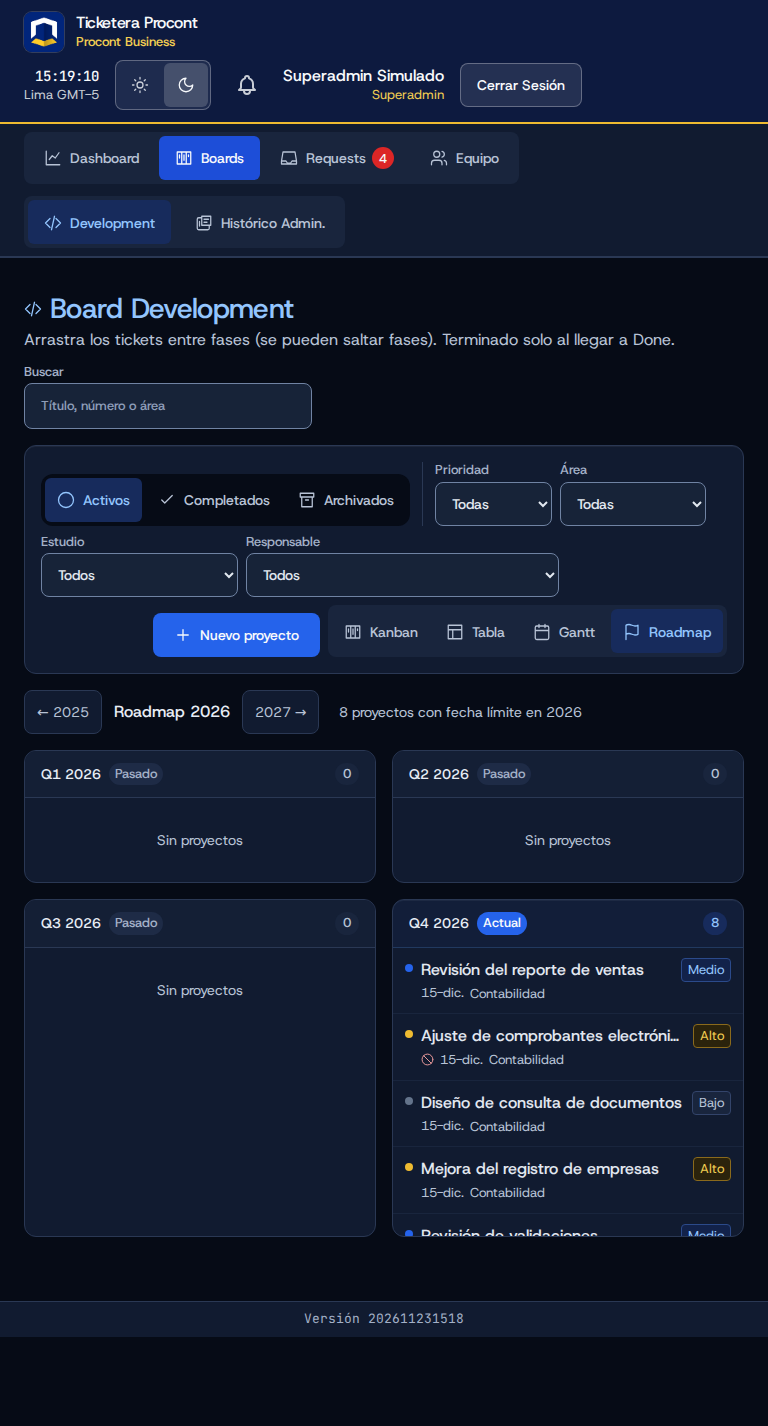 Ticketera Procont
Procont Business
15:19:10
Lima GMT-5
Superadmin Simulado
Superadmin
Cerrar Sesión
Dashboard
Boards
Requests 4
Equipo
Development
Histórico Admin.
Board Development
Arrastra los tickets entre fases (se pueden saltar fases). Terminado solo al llegar a Done.
Buscar
Título, número o área
Activos
Completados
Archivados
Prioridad
Todas
Área
Todas
Estudio
Todos
Responsable
Todos
Nuevo proyecto
Kanban
Tabla
Gantt
Roadmap
← 2025
Roadmap 2026
2027 →
8 proyectos con fecha límite en 2026
Q1 2026 Pasado 0
Sin proyectos
Q2 2026 Pasado 0
Sin proyectos
Q3 2026 Pasado 0
Sin proyectos
Q4 2026 Actual 8
Revisión del reporte de ventas Medio
15-dic. Contabilidad
Ajuste de comprobantes electróni... Alto
15-dic. Contabilidad
Diseño de consulta de documentos Bajo
15-dic. Contabilidad
Mejora del registro de empresas Alto
15-dic. Contabilidad
Revisión de validaciones Medio
Versión 202611231518